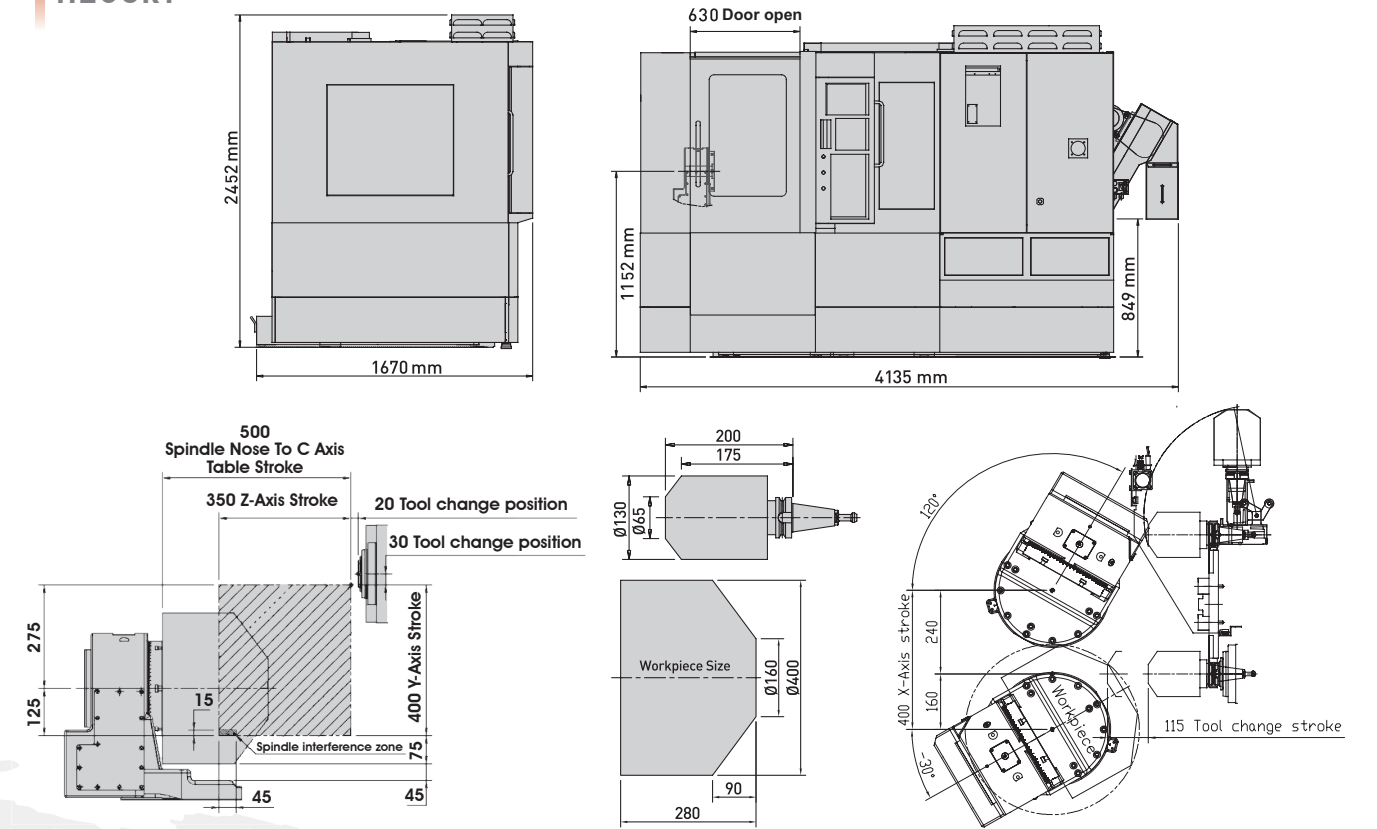 630 Door open
2452 mm
1670 mm
1152 mm
849 mm
4135 mm
500
Spindle Nose To C Axis
Table Stroke
350 Z-Axis Stroke
20 Tool change position
30 Tool change position
275
125
15
400 Y-Axis Stroke
Spindle interference zone
75
45
45
200
175
Ø130
Ø65
Workpiece Size
Ø160
Ø400
90
280
120°
400 X-Axis stroke
240
160
Workpiece
-30°
115 Tool change stroke